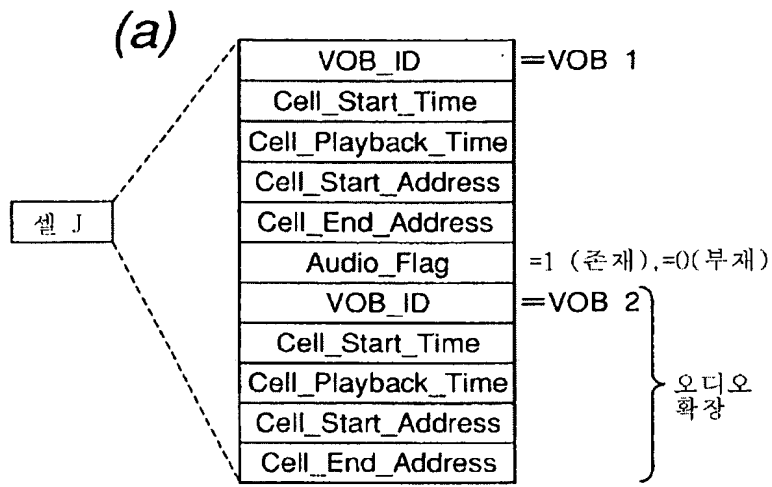 (a)
VOB_ID =VOB 1
Cell_Start_Time
Cell_Playback_Time
Cell_Start_Address
셀 J
Cell_End_Address
Audio_Flag =1 (존재),=0(부재)
VOB_ID =VOB 2
Cell_Start_Time
Cell_Playback_Time
오디오
확장
Cell_Start_Address
Cell_End_Address